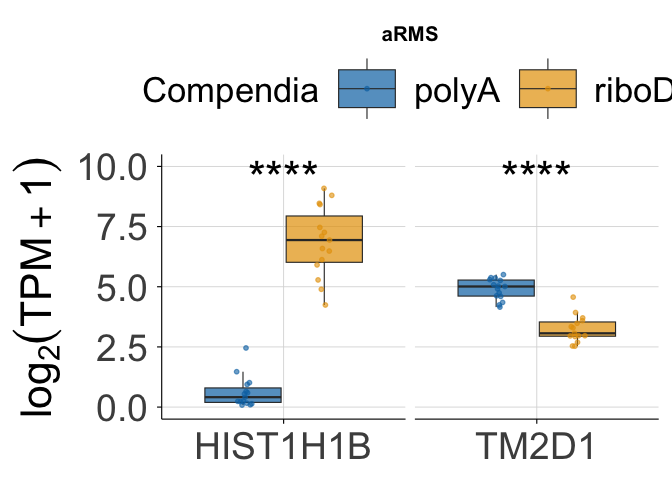 aRMS
Compendia polyA riboD
log2(TPM + 1)
10.0
7.5
5.0
2.5
0.0
**** ****
HIST1H1B TM2D1